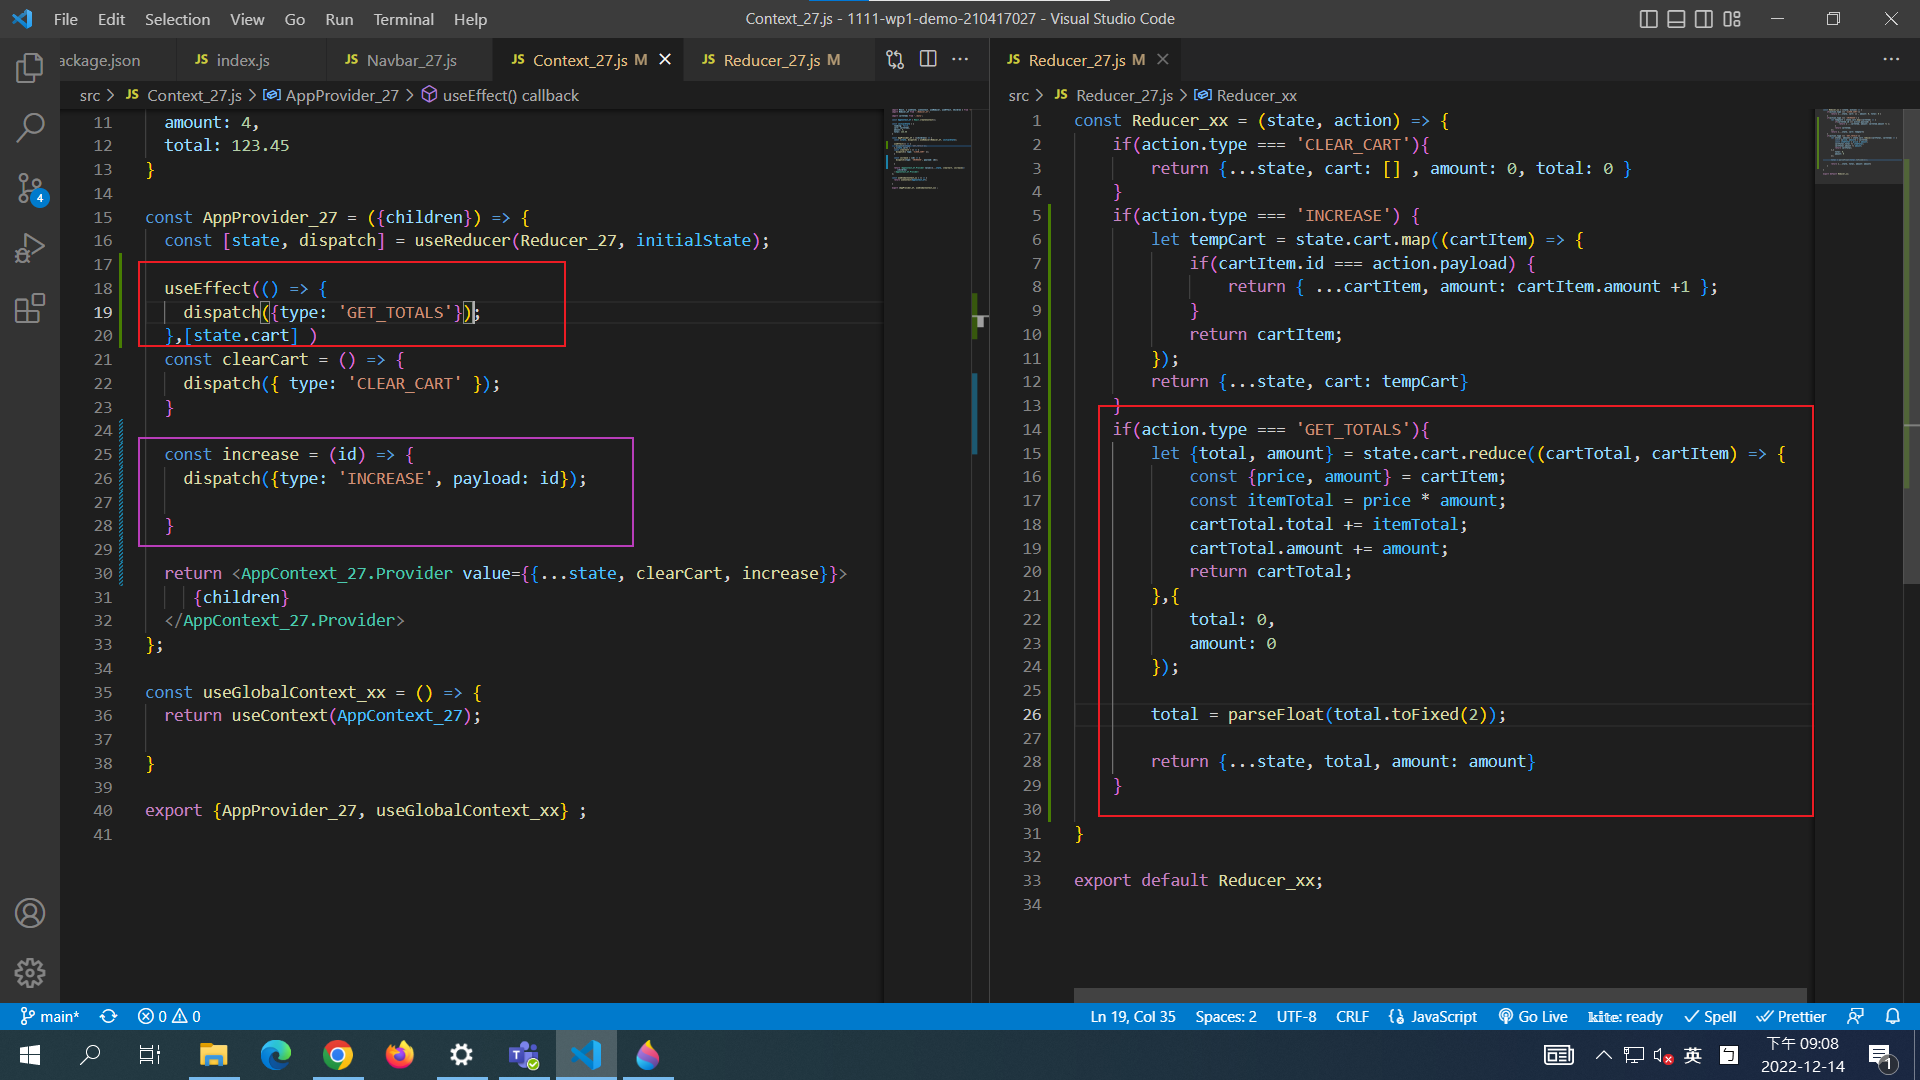 File Edit Selection View Go Run Terminal Help
Context_27.js - 1111-wp1-demo-210417027 - Visual Studio Code
ackage.json
JS index.js
JS Navbar_27.js
JS Context_27.js M
JS Reducer_27.js M
JS Reducer_27.js M
src > JS Context_27.js > AppProvider_27 > useEffect() callback
11 amount: 4,
12 total: 123.45
13 }
14
15 const AppProvider_27 = ({children}) => {
16 const [state, dispatch] = useReducer(Reducer_27, initialState);
17
18 useEffect(() => {
19 dispatch({type: 'GET_TOTALS'});
20 },[state.cart] )
21 const clearCart = () => {
22 dispatch({ type: 'CLEAR_CART' });
23 }
24
25 const increase = (id) => {
26 dispatch({type: 'INCREASE', payload: id});
27
28 }
29
30 return <AppContext_27.Provider value={{...state, clearCart, increase}}>
31 {children}
32 </AppContext_27.Provider>
33 };
34
35 const useGlobalContext_xx = () => {
36 return useContext(AppContext_27);
37
38 }
39
40 export {AppProvider_27, useGlobalContext_xx} ;
41
src > JS Reducer_27.js > Reducer_xx
1 const Reducer_xx = (state, action) => {
2 if(action.type === 'CLEAR_CART'){
3 return {...state, cart: [] , amount: 0, total: 0 }
4 }
5 if(action.type === 'INCREASE') {
6 let tempCart = state.cart.map((cartItem) => {
7 if(cartItem.id === action.payload) {
8 return { ...cartItem, amount: cartItem.amount +1 };
9 }
10 return cartItem;
11 });
12 return {...state, cart: tempCart}
13 }
14 if(action.type === 'GET_TOTALS'){
15 let {total, amount} = state.cart.reduce((cartTotal, cartItem) => {
16 const {price, amount} = cartItem;
17 const itemTotal = price * amount;
18 cartTotal.total += itemTotal;
19 cartTotal.amount += amount;
20 return cartTotal;
21 },{
22 total: 0,
23 amount: 0
24 });
25
26 total = parseFloat(total.toFixed(2));
27
28 return {...state, total, amount: amount}
29 }
30
31 }
32
33 export default Reducer_xx;
34
4
main* 0 0
Ln 19, Col 35 Spaces: 2 UTF-8 CRLF JavaScript Go Live kite: ready Spell Prettier
英
下午 09:08
2022-12-14
1